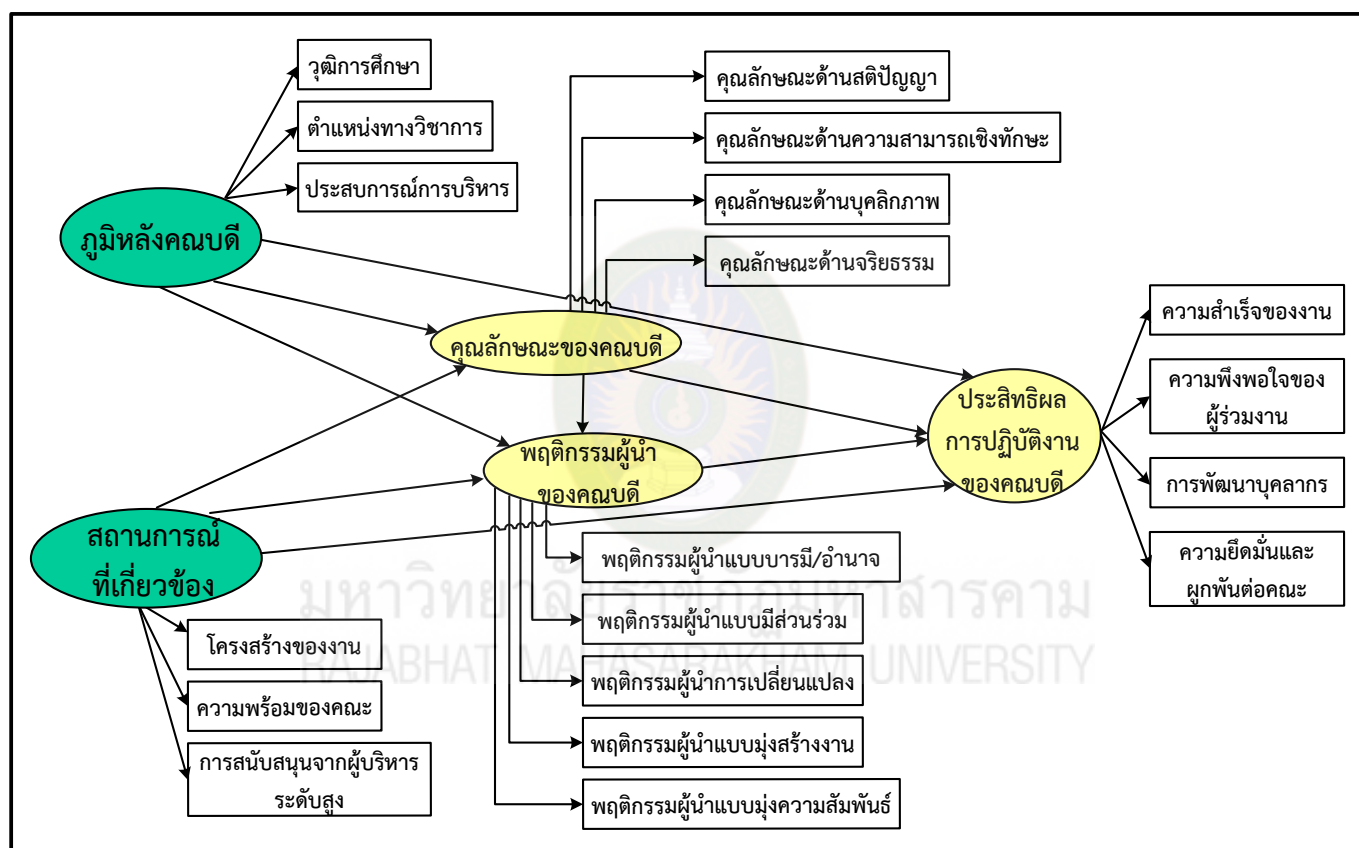 วุฒิการศึกษา
ตำแหน่งทางวิชาการ
ประสบการณ์การบริหาร
ภูมิหลังคณบดี
คุณลักษณะด้านสติปัญญา
คุณลักษณะด้านความสามารถเชิงทักษะ
คุณลักษณะด้านบุคลิกภาพ
คุณลักษณะด้านจริยธรรม
คุณลักษณะของคณบดี
พฤติกรรมผู้นำ
ของคณบดี
ประสิทธิผล
การปฏิบัติงาน
ของคณบดี
ความสำเร็จของงาน
ความพึงพอใจของ
ผู้ร่วมงาน
การพัฒนาบุคลากร
ความยึดมั่นและ
ผูกพันต่อคณะ
สถานการณ์
ที่เกี่ยวข้อง
โครงสร้างของงาน
ความพร้อมของคณะ
การสนับสนุนจากผู้บริหาร
ระดับสูง
พฤติกรรมผู้นำแบบบารมี/อำนาจ
พฤติกรรมผู้นำแบบมีส่วนร่วม
พฤติกรรมผู้นำการเปลี่ยนแปลง
พฤติกรรมผู้นำแบบมุ่งสร้างงาน
พฤติกรรมผู้นำแบบมุ่งความสัมพันธ์
มหาวิทยาลัยราชภัฏมหาสารคาม
RAJABHAT MAHASARAKHAM UNIVERSITY